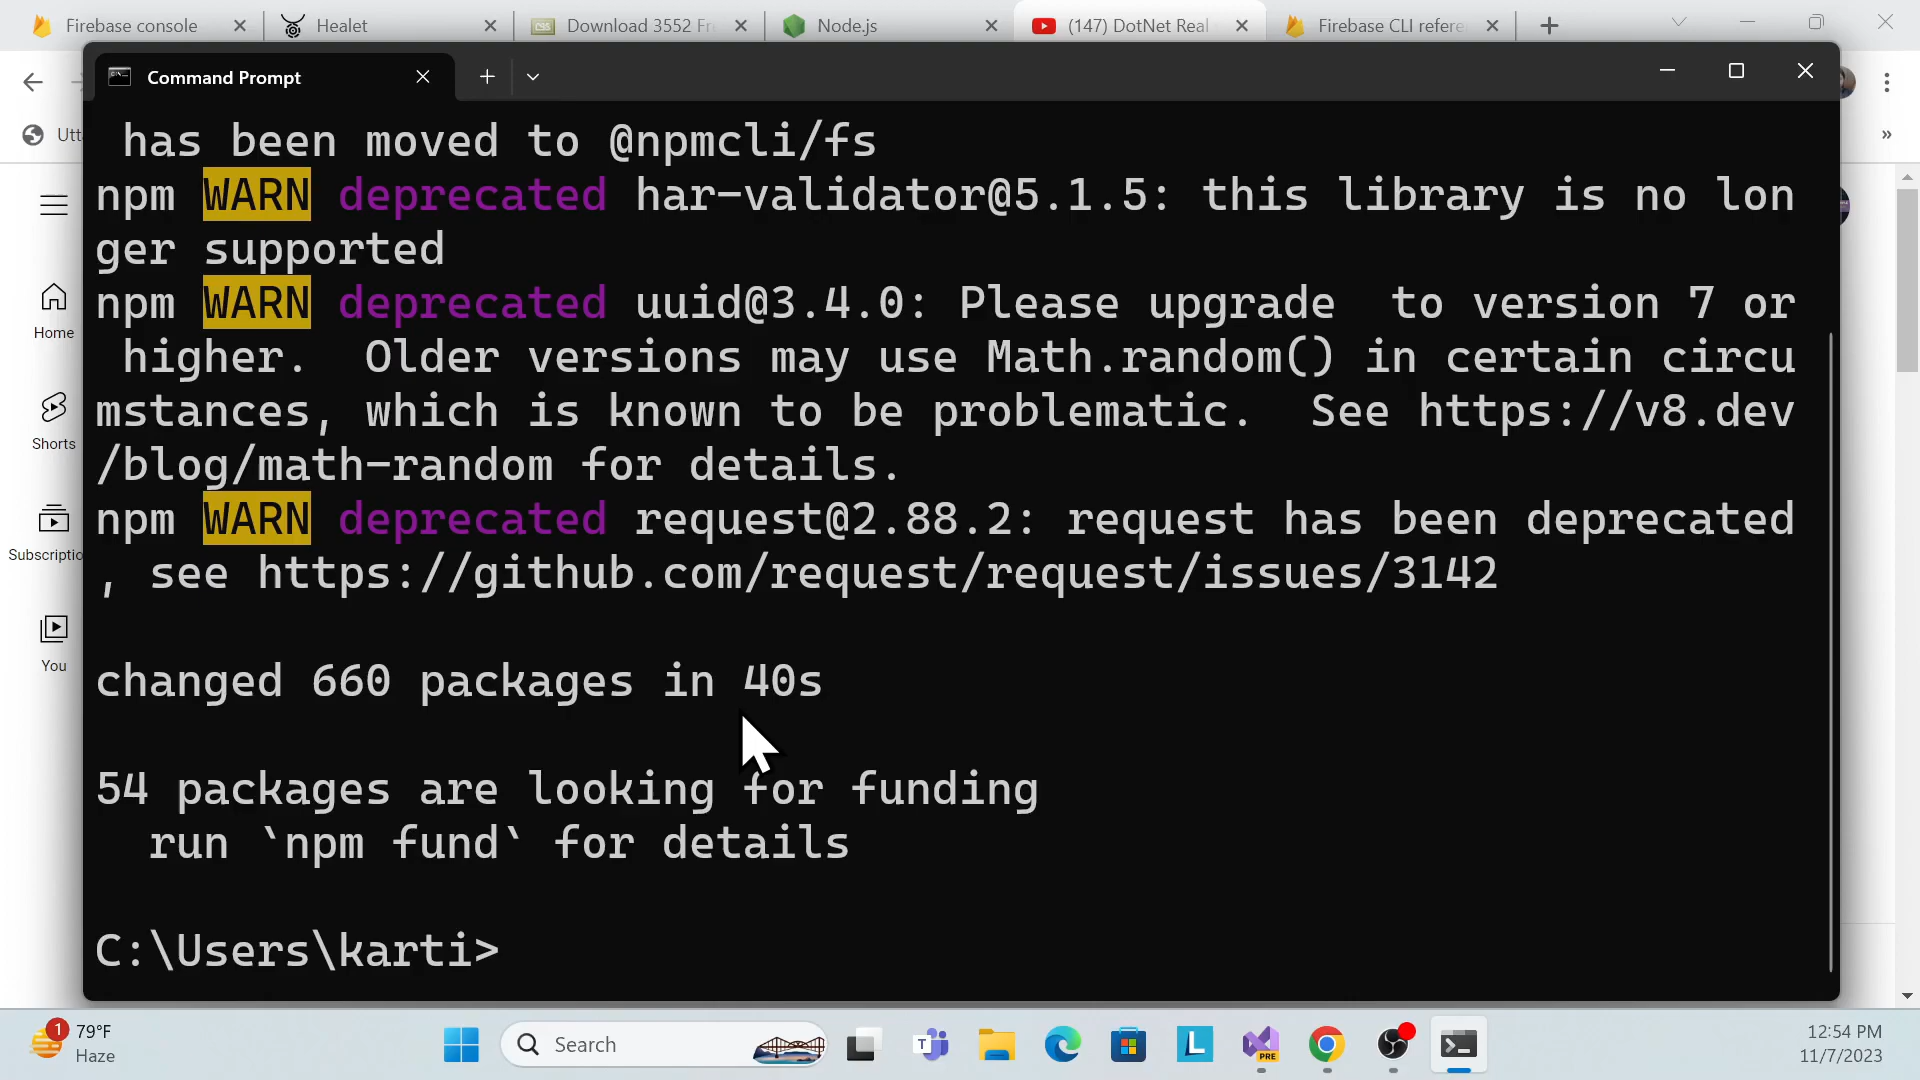 Firebase console
Healet
Download 3552 Fr
Node.js
(147) DotNet Real
Firebase CLI refere
Command Prompt
Utt
has been moved to @npmcli/fs
npm WARN deprecated har-validator@5.1.5: this library is no lon
ger supported
npm WARN deprecated uuid@3.4.0: Please upgrade  to version 7 or
higher.  Older versions may use Math.random() in certain circu
mstances, which is known to be problematic.  See https://v8.dev
/blog/math-random for details.
npm WARN deprecated request@2.88.2: request has been deprecated
, see https://github.com/request/request/issues/3142
changed 660 packages in 40s
54 packages are looking for funding
run `npm fund` for details
C:\Users\karti>
Home
Shorts
Subscriptio
You
1
79°F
Haze
Search
PRE
12:54 PM
11/7/2023